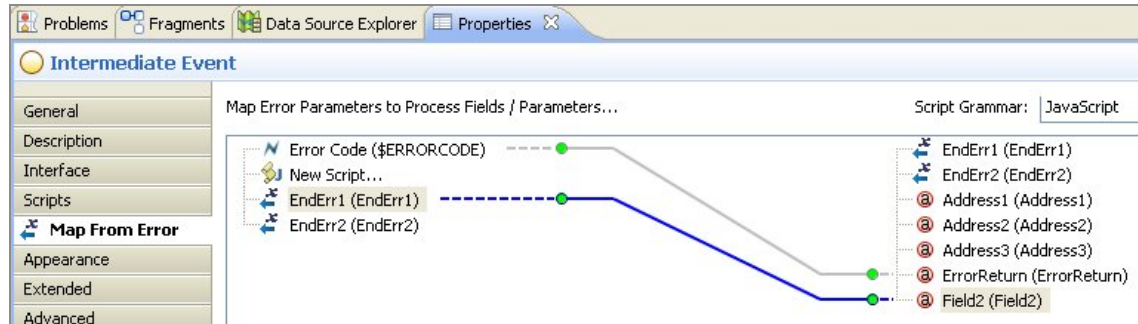 Problems Fragments Data Source Explorer Properties
Intermediate Event
General
Description
Interface
Scripts
Map From Error
Appearance
Extended
Advanced
Map Error Parameters to Process Fields / Parameters... Script Grammar: JavaScript
Error Code ($ERRORCODE)
New Script...
EndErr1 (EndErr1)
EndErr2 (EndErr2)
EndErr1 (EndErr1)
EndErr2 (EndErr2)
Address1 (Address1)
Address2 (Address2)
Address3 (Address3)
ErrorReturn (ErrorReturn)
Field2 (Field2)